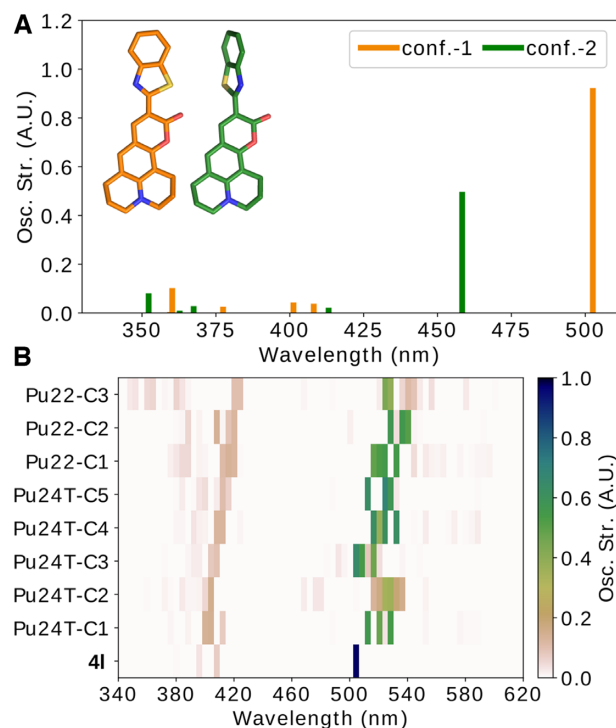 A
1.2
1.0
0.8
0.6
0.4
0.2
0.0
Osc. Str. (A.U.)
conf.-1
conf.-2
350
375
400
425
450
475
500
Wavelength (nm)
B
Pu22-C3
Pu22-C2
Pu22-C1
Pu24T-C5
Pu24T-C4
Pu24T-C3
Pu24T-C2
Pu24T-C1
4l
340
380
420
460
500
540
580
620
Wavelength (nm)
1.0
0.8
0.6
0.4
0.2
0.0
Osc. Str. (A.U.)